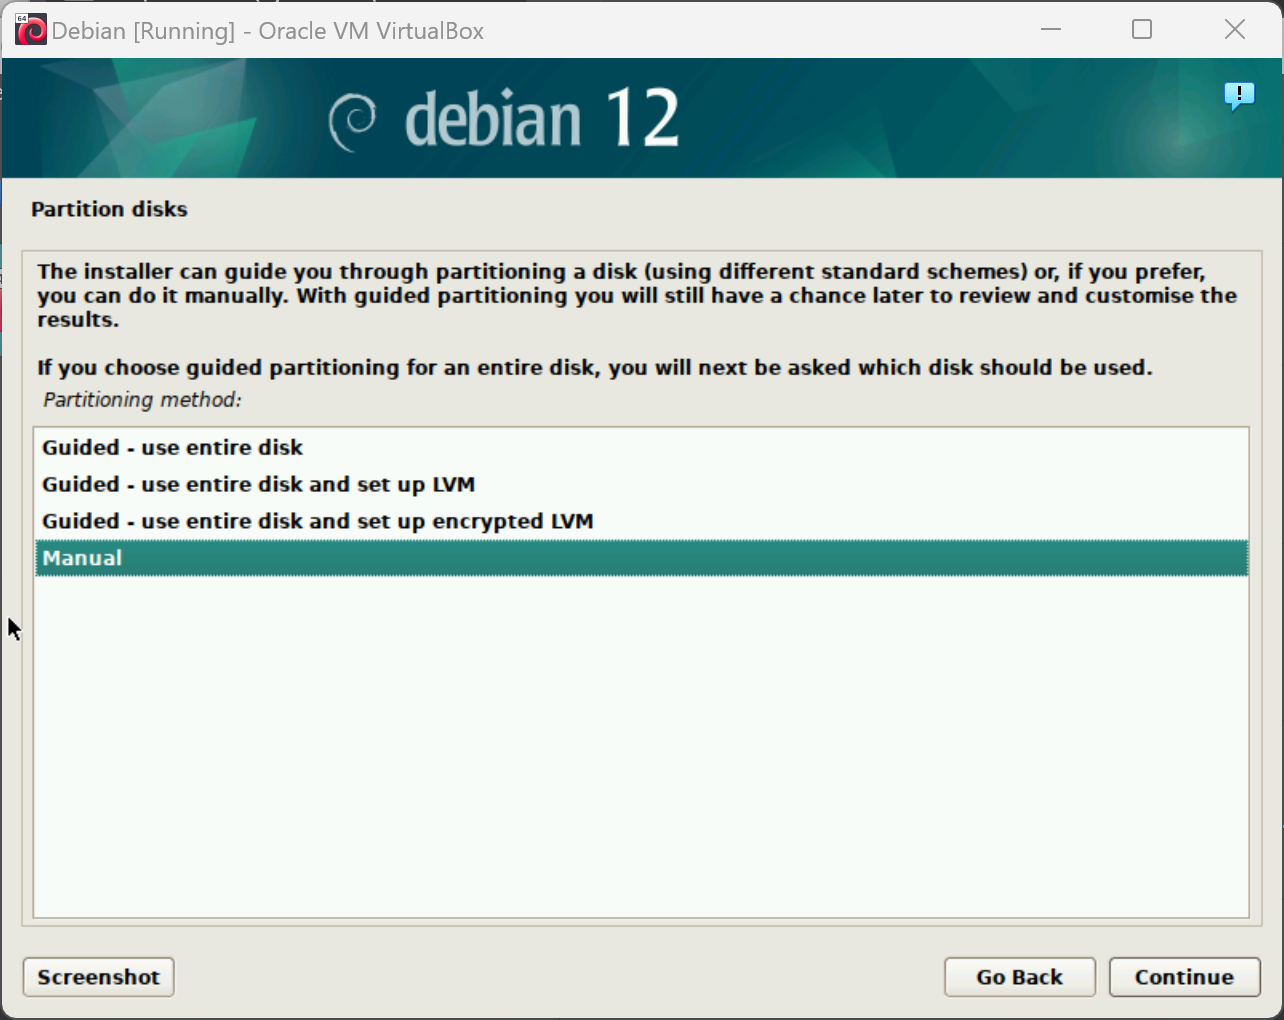 64
Debian [Running] - Oracle VM VirtualBox
debian 12
!
Partition disks
The installer can guide you through partitioning a disk (using different standard schemes) or, if you prefer,
you can do it manually. With guided partitioning you will still have a chance later to review and customise the
results.
If you choose guided partitioning for an entire disk, you will next be asked which disk should be used.
Partitioning method:
Guided - use entire disk
Guided - use entire disk and set up LVM
Guided - use entire disk and set up encrypted LVM
Manual
Screenshot
Go Back
Continue